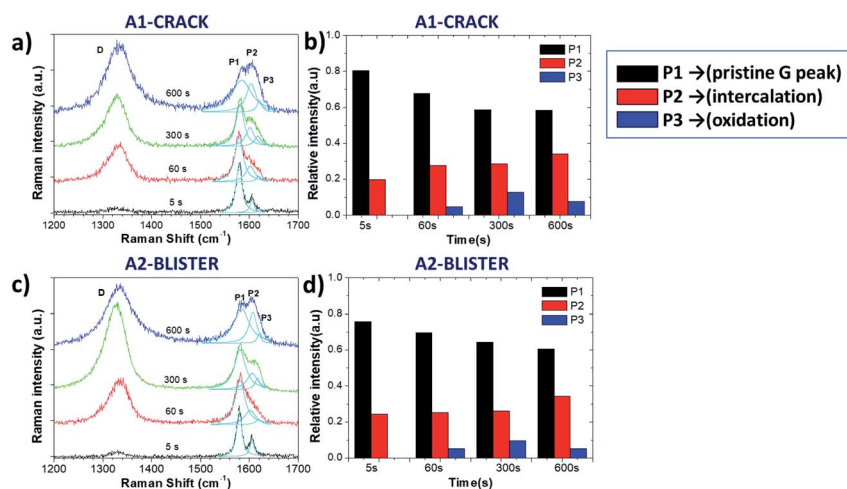 A1-CRACK
a)
Raman intensity (a.u.)
D
P1
P2
P3
600 s
300 s
60 s
5 s
1200 1300 1400 1500 1600 1700
Raman Shift (cm⁻¹)
b)
Relative intensity(a.u)
1.0
0.8
0.6
0.4
0.2
0.0
P1
P2
P3
5s 60s 300s 600s
Time(s)
P1 →(pristine G peak)
P2 →(intercalation)
P3 →(oxidation)
A2-BLISTER
c)
Raman intensity (a.u.)
D
P1
P2
P3
600 s
300 s
60 s
5 s
1200 1300 1400 1500 1600 1700
Raman Shift (cm⁻¹)
A2-BLISTER
d)
Relative intensity(a.u)
1.0
0.8
0.6
0.4
0.2
0.0
P1
P2
P3
5s 60s 300s 600s
Time(s)